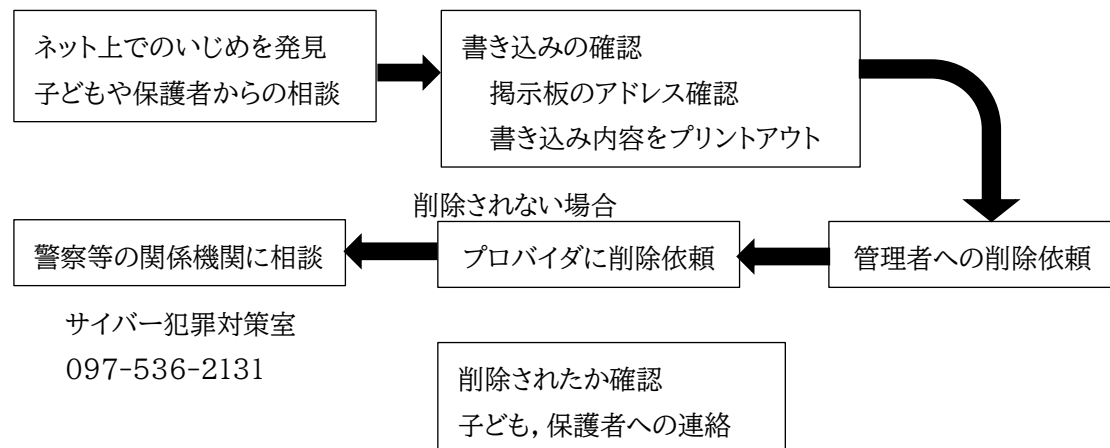 ネット上でのいじめを発見
子どもや保護者からの相談
書き込みの確認
掲示板のアドレス確認
書き込み内容をプリントアウト
管理者への削除依頼
削除されない場合
プロバイダに削除依頼
警察等の関係機関に相談
サイバー犯罪対策室
097-536-2131
削除されたか確認
子ども，保護者への連絡